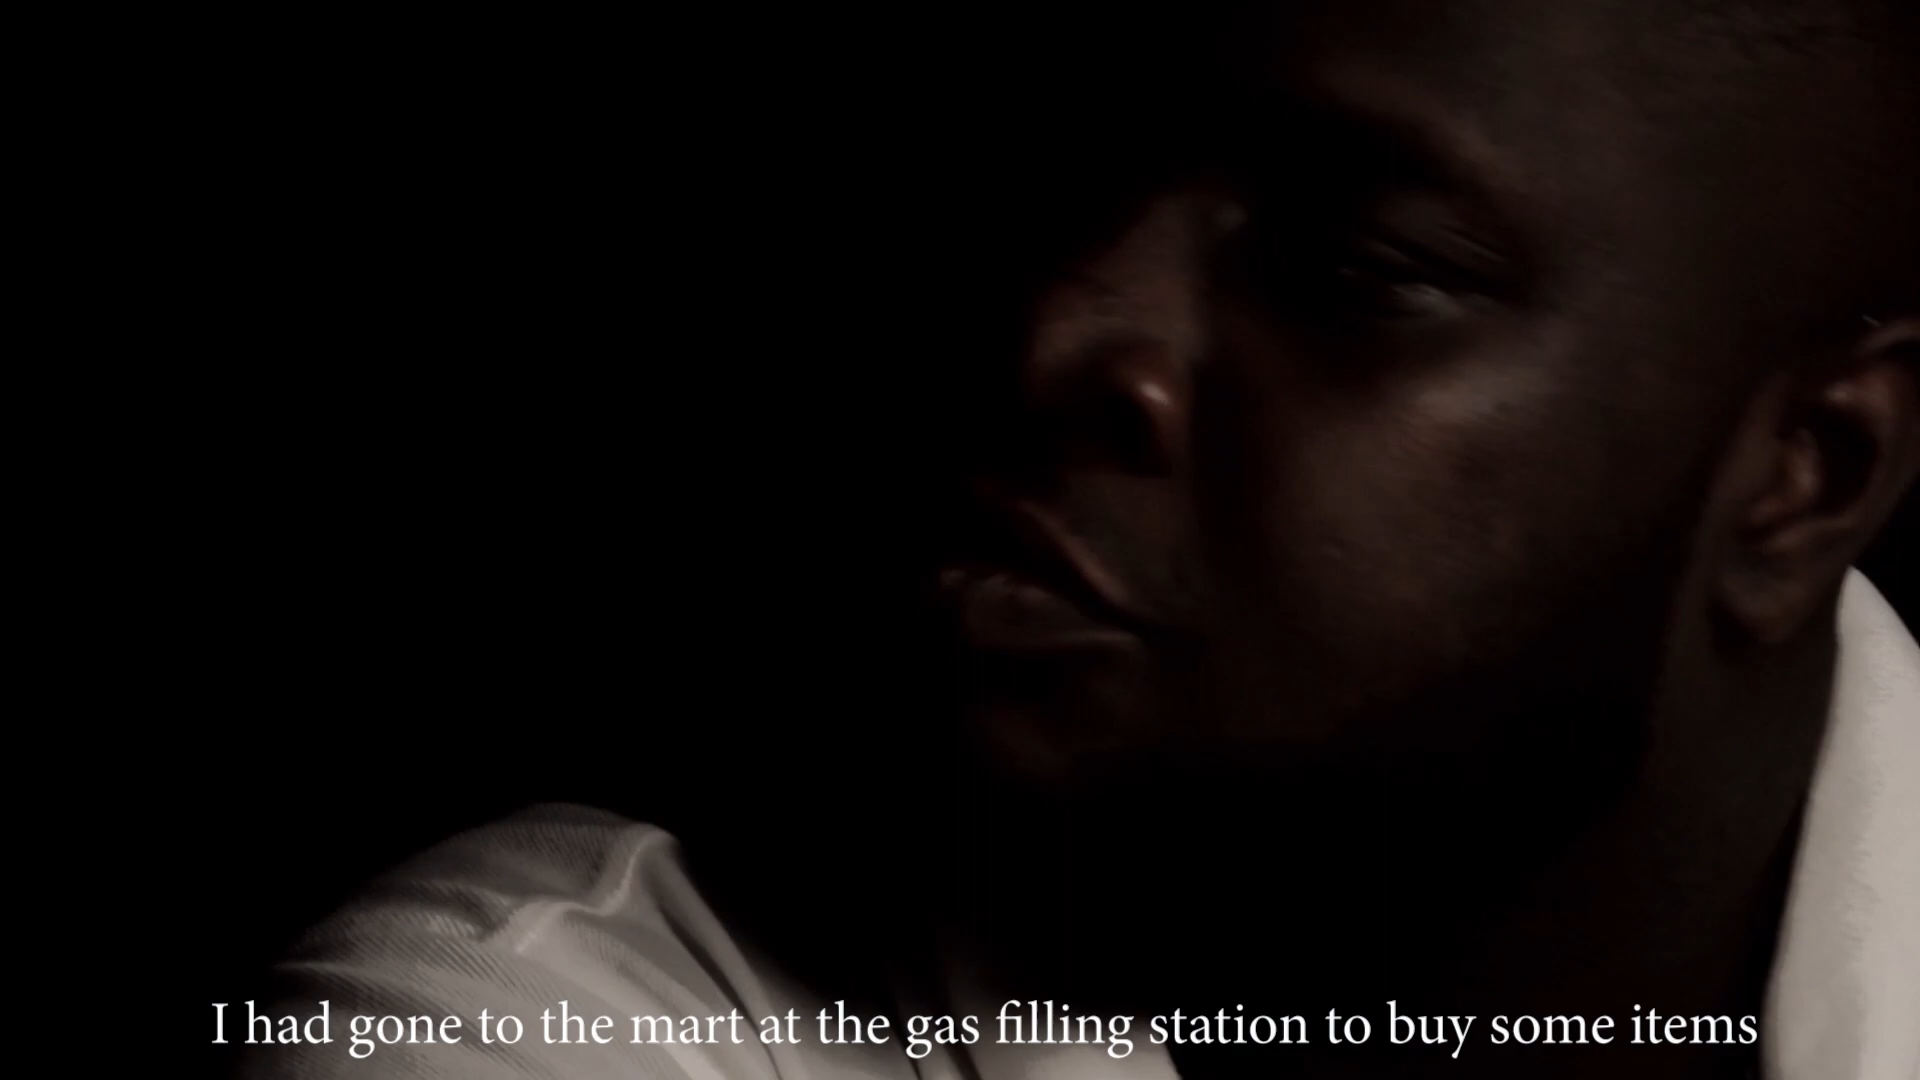 I had gone to the mart at the gas filling station to buy some items